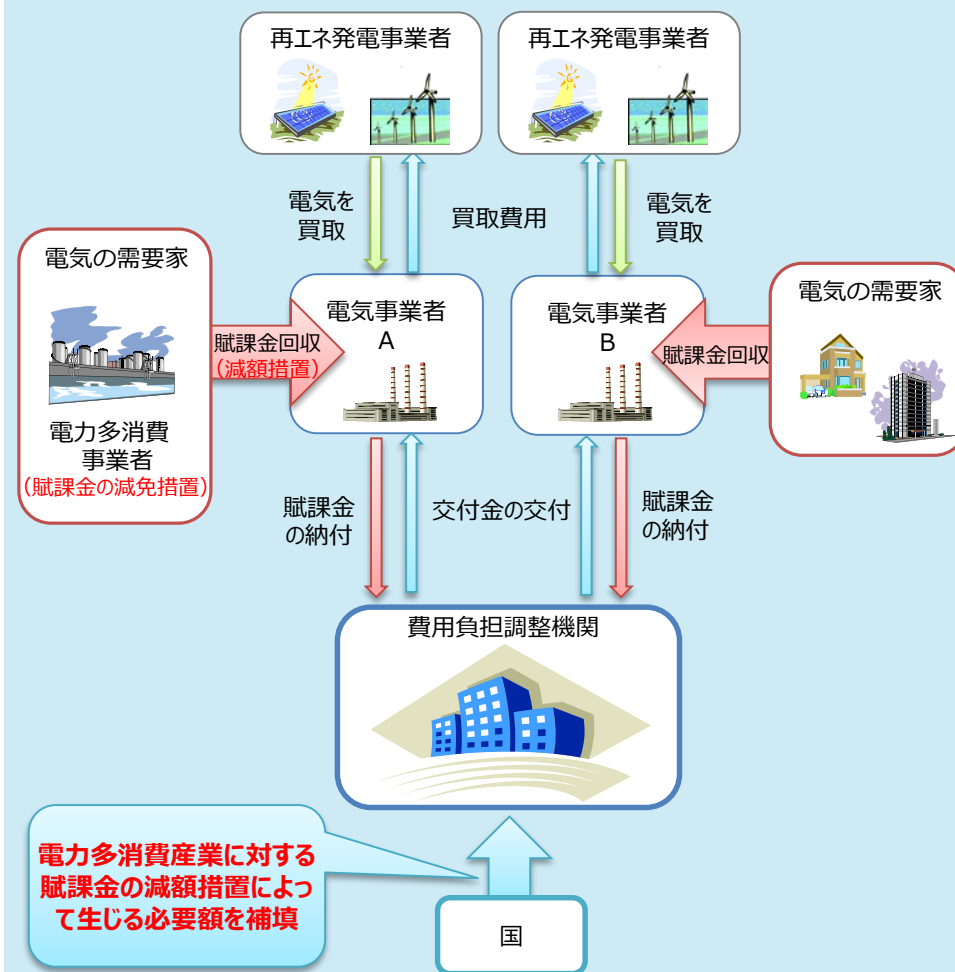 再エネ発電事業者
再エネ発電事業者
電気を
買取
買取費用
電気を
買取
電気の需要家
電力多消費
事業者
（賦課金の減免措置）
賦課金回収
（減額措置）
電気事業者
A
電気事業者
B
賦課金回収
電気の需要家
賦課金
の納付
交付金の交付
賦課金
の納付
費用負担調整機関
電力多消費産業に対する
賦課金の減額措置によっ
て生じる必要額を補填
国